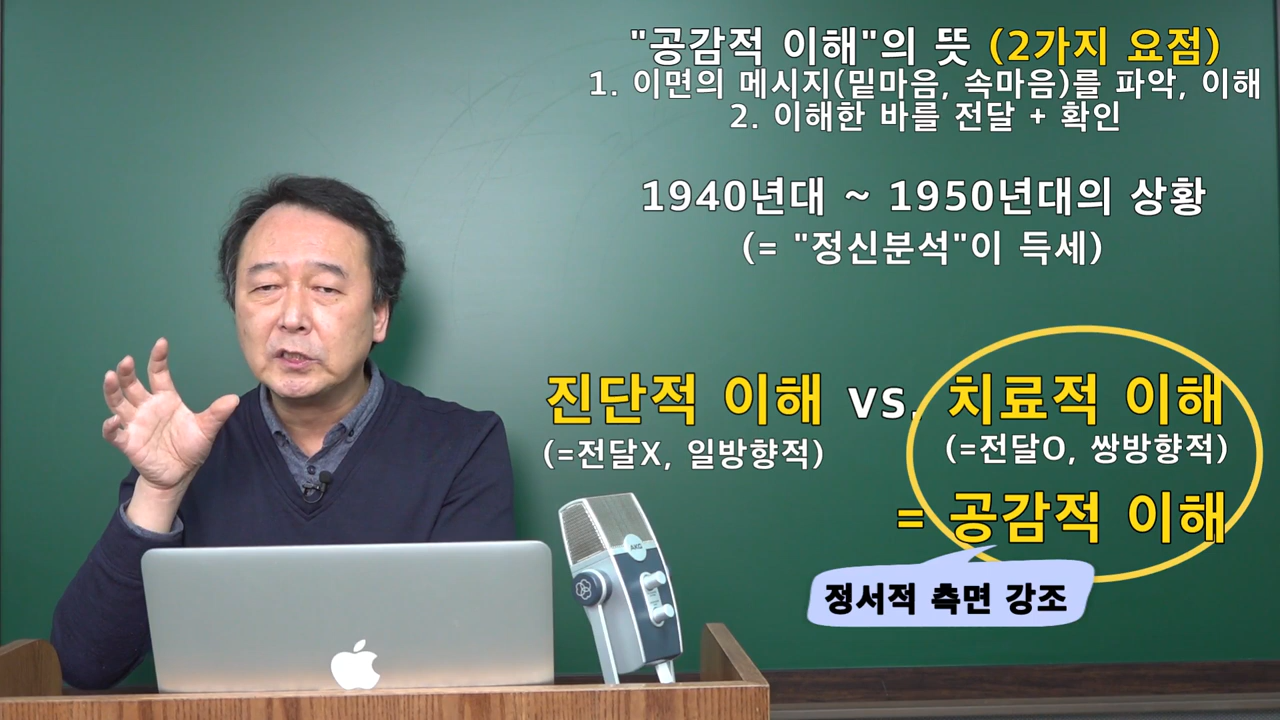 "공감적 이해"의 뜻 (2가지 요점)
1. 이면의 메시지(밑마음, 속마음)를 파악, 이해
2. 이해한 바를 전달 + 확인
1940년대 ~ 1950년대의 상황
(= "정신분석"이 득세)
진단적 이해 vs. 치료적 이해
(=전달X, 일방향적) (=전달O, 쌍방향적)
= 공감적 이해
정서적 측면 강조
AKG